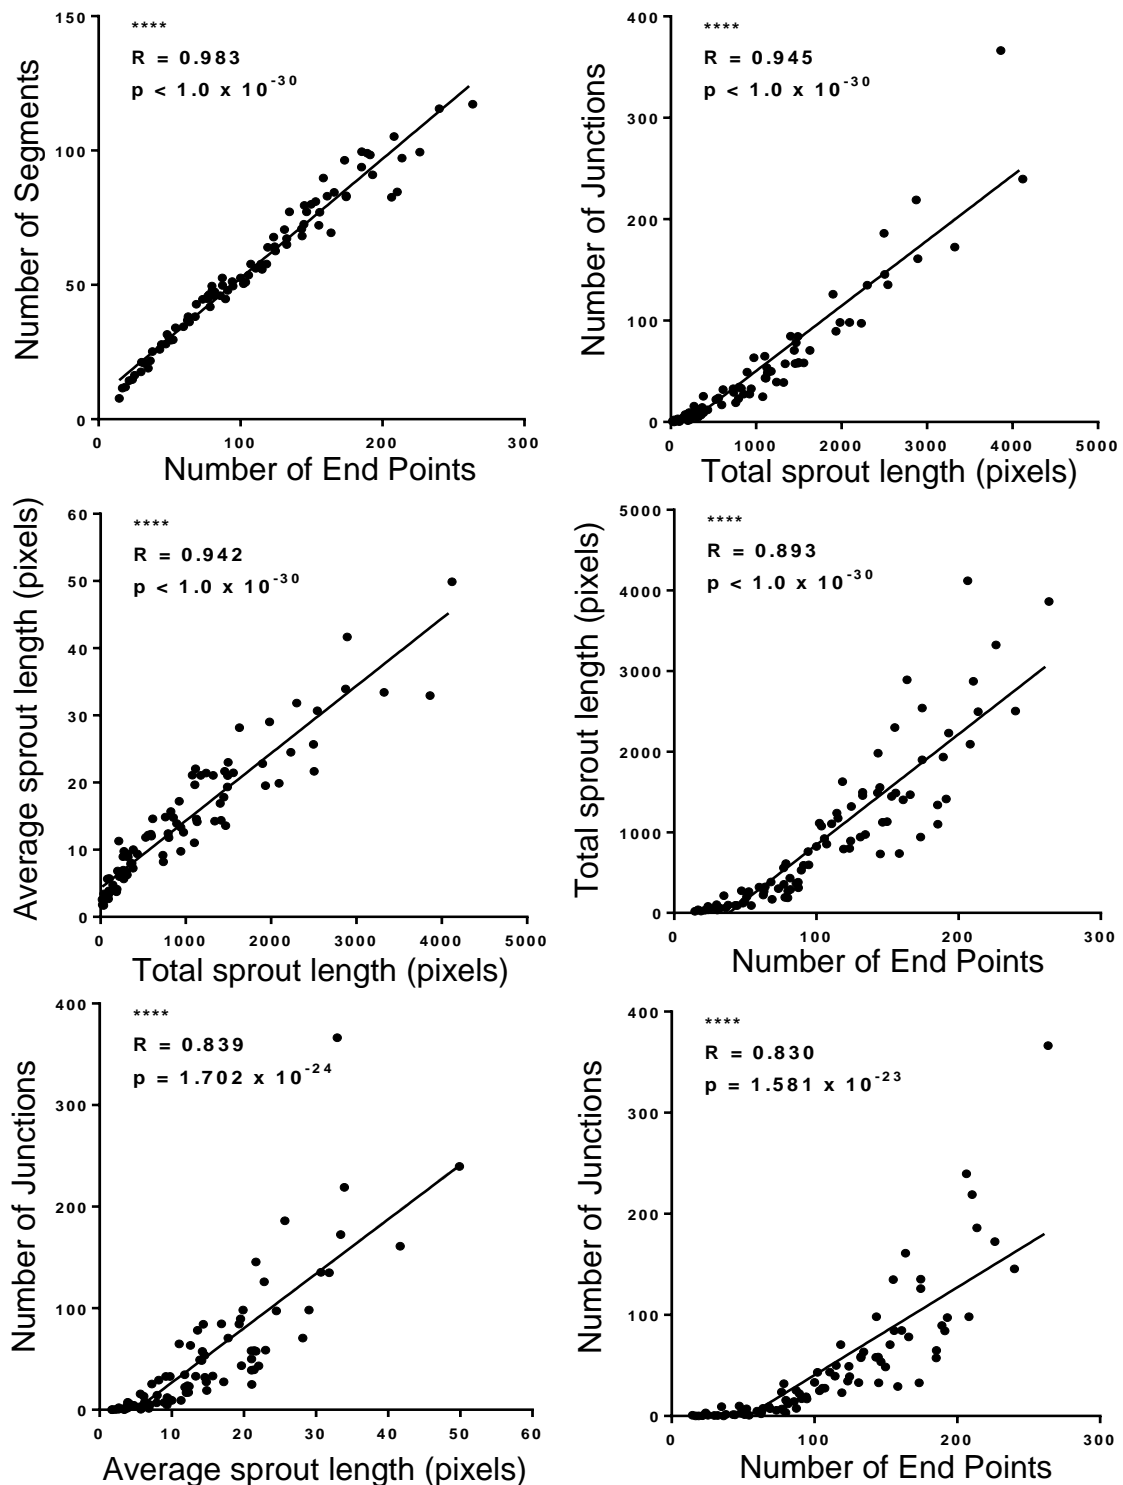 150
****
R = 0.983
p < 1.0 x 10-30
100
50
0
0 100 200 300
Number of Segments
Number of End Points
400
****
R = 0.945
p < 1.0 x 10-30
300
200
100
0
0 1000 2000 3000 4000 5000
Number of Junctions
Total sprout length (pixels)
60
****
R = 0.942
p < 1.0 x 10-30
50
40
30
20
10
0
0 1000 2000 3000 4000 5000
Average sprout length (pixels)
Total sprout length (pixels)
5000
****
R = 0.893
p < 1.0 x 10-30
4000
3000
2000
1000
0
0 100 200 300
Total sprout length (pixels)
Number of End Points
400
****
R = 0.839
p = 1.702 x 10-24
300
200
100
0
0 10 20 30 40 50 60
Number of Junctions
Average sprout length (pixels)
400
****
R = 0.830
p = 1.581 x 10-23
300
200
100
0
0 100 200 300
Number of Junctions
Number of End Points